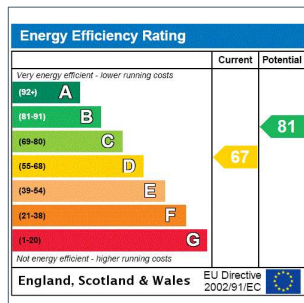 Energy Efficiency Rating
Current Potential
Very energy efficient - lower running costs
(92+) A
(81-91) B
(69-80) C
(55-68) D
(39-54) E
(21-38) F
(1-20) G
67
81
Not energy efficient - higher running costs
England, Scotland & Wales
EU Directive
2002/91/EC